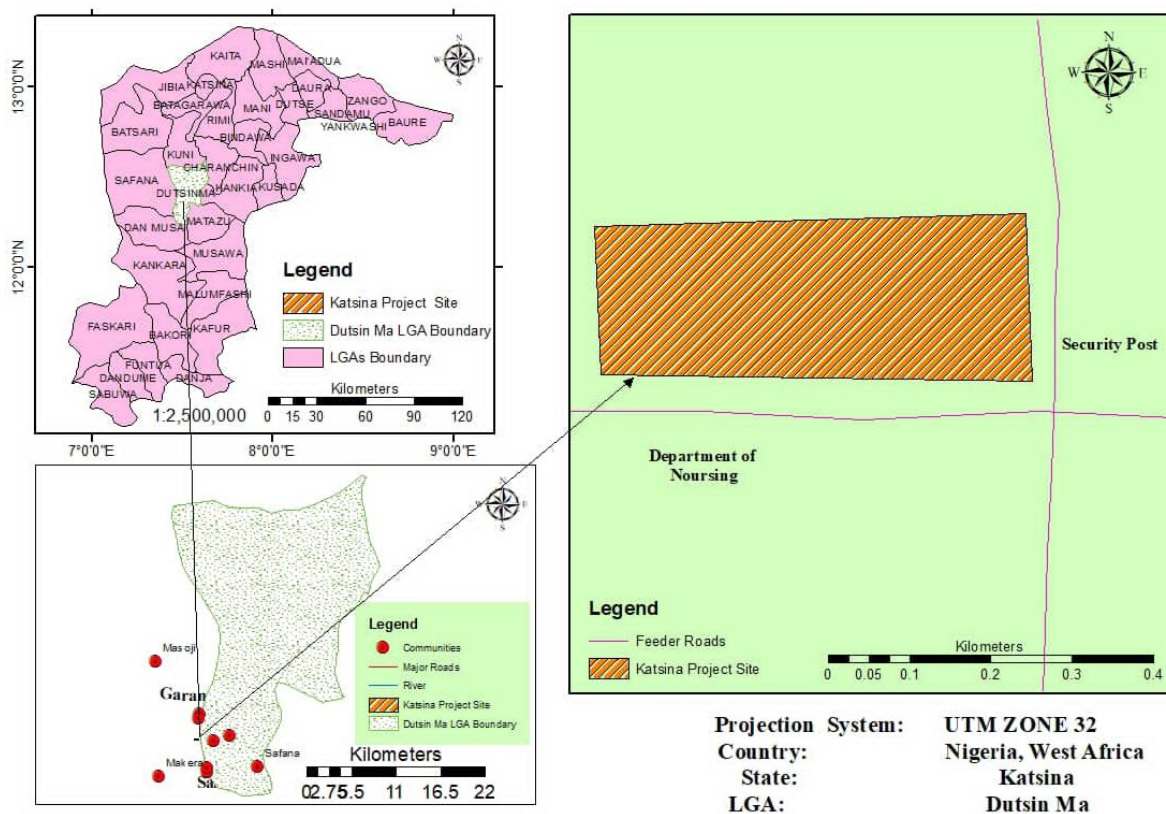 N
W E
S
KAITA
MASHI
MAI'ADUA
JIBIA
KATSINA
DAURA
BATAGARAWA
MANI
DUTSE
ZANGO
RIMI
SANDAMU
BATSARI
YANKWASHI
BAURE
BINDAWA
KUNI
INGAWA
CHARANCHIN
SAFANA
HANKIA
KUSADA
DUTSINMA
DAN MUSA
MATAZU
MUSAWA
KANKARA
MALUMFASHI
FASKARI
KAFUR
BAKORI
FUNTUA
DANDUME
DANJA
SABUWA
13°0'0"N
12°0'0"N
Legend
Katsina Project Site
Dutsin Ma LGA Boundary
LGAs Boundary
Kilometers
1:2,500,000
0 15 30 60 90 120
7°0'0"E 8°0'0"E 9°0'0"E
N
W E
S
Masoji
Garan
Makera
Sa.
Safana
Legend
Communities
Major Roads
River
Katsina Project Site
Dutsin Ma LGA Boundary
Kilometers
02.755.5 11 16.5 22
N
W E
S
Security Post
Department of
Noursing
Legend
Feeder Roads
Katsina Project Site
Kilometers
0 0.05 0.1 0.2 0.3 0.4
Projection System: UTM ZONE 32
Country: Nigeria, West Africa
State: Katsina
LGA: Dutsin Ma